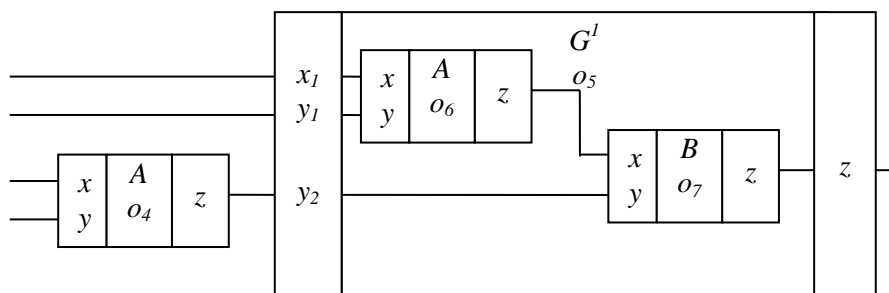 G¹
o₅
x₁
y₁
y₂
x A z
y o₆
x B z
y o₇
x A z
y o₄
z